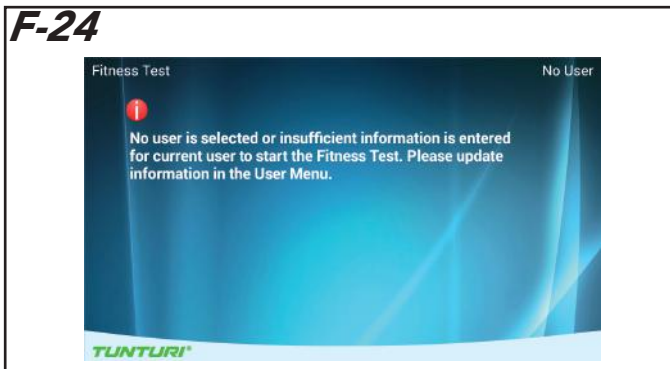 F-24
Fitness Test No User
i
No user is selected or insufficient information is entered
for current user to start the Fitness Test. Please update
information in the User Menu.
TUNTURI®